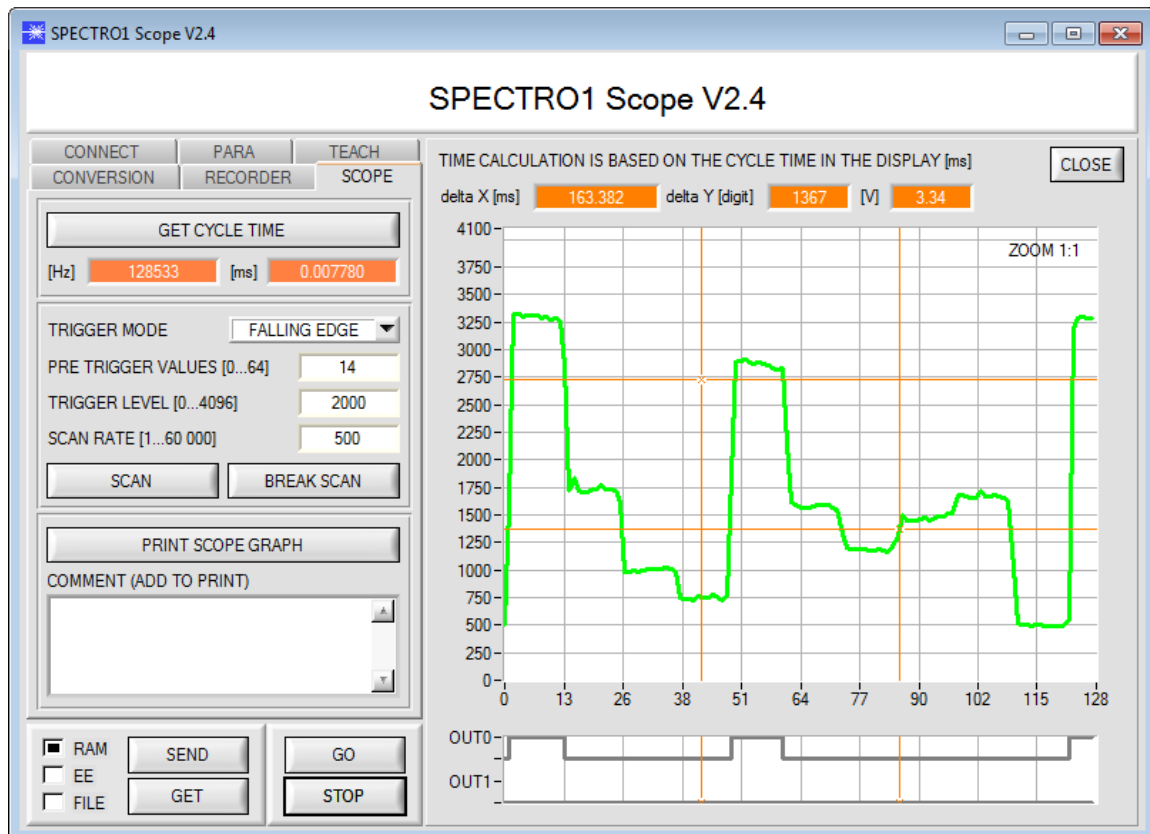 SPECTRO1 Scope V2.4
SPECTRO1 Scope V2.4
CONNECT PARA TEACH
CONVERSION RECORDER SCOPE
GET CYCLE TIME
[Hz] 128533 [ms] 0.007780
TRIGGER MODE FALLING EDGE
PRE TRIGGER VALUES [0...64] 14
TRIGGER LEVEL [0...4096] 2000
SCAN RATE [1...60 000] 500
SCAN BREAK SCAN
PRINT SCOPE GRAPH
COMMENT (ADD TO PRINT)
RAM
EE
FILE
SEND
GET
GO
STOP
TIME CALCULATION IS BASED ON THE CYCLE TIME IN THE DISPLAY [ms]
CLOSE
delta X [ms] 163.382 delta Y [digit] 1367 [V] 3.34
ZOOM 1:1
4100
3750
3500
3250
3000
2750
2500
2250
2000
1750
1500
1250
1000
750
500
250
0
0 13 26 38 51 64 77 90 102 115 128
OUT0
OUT1